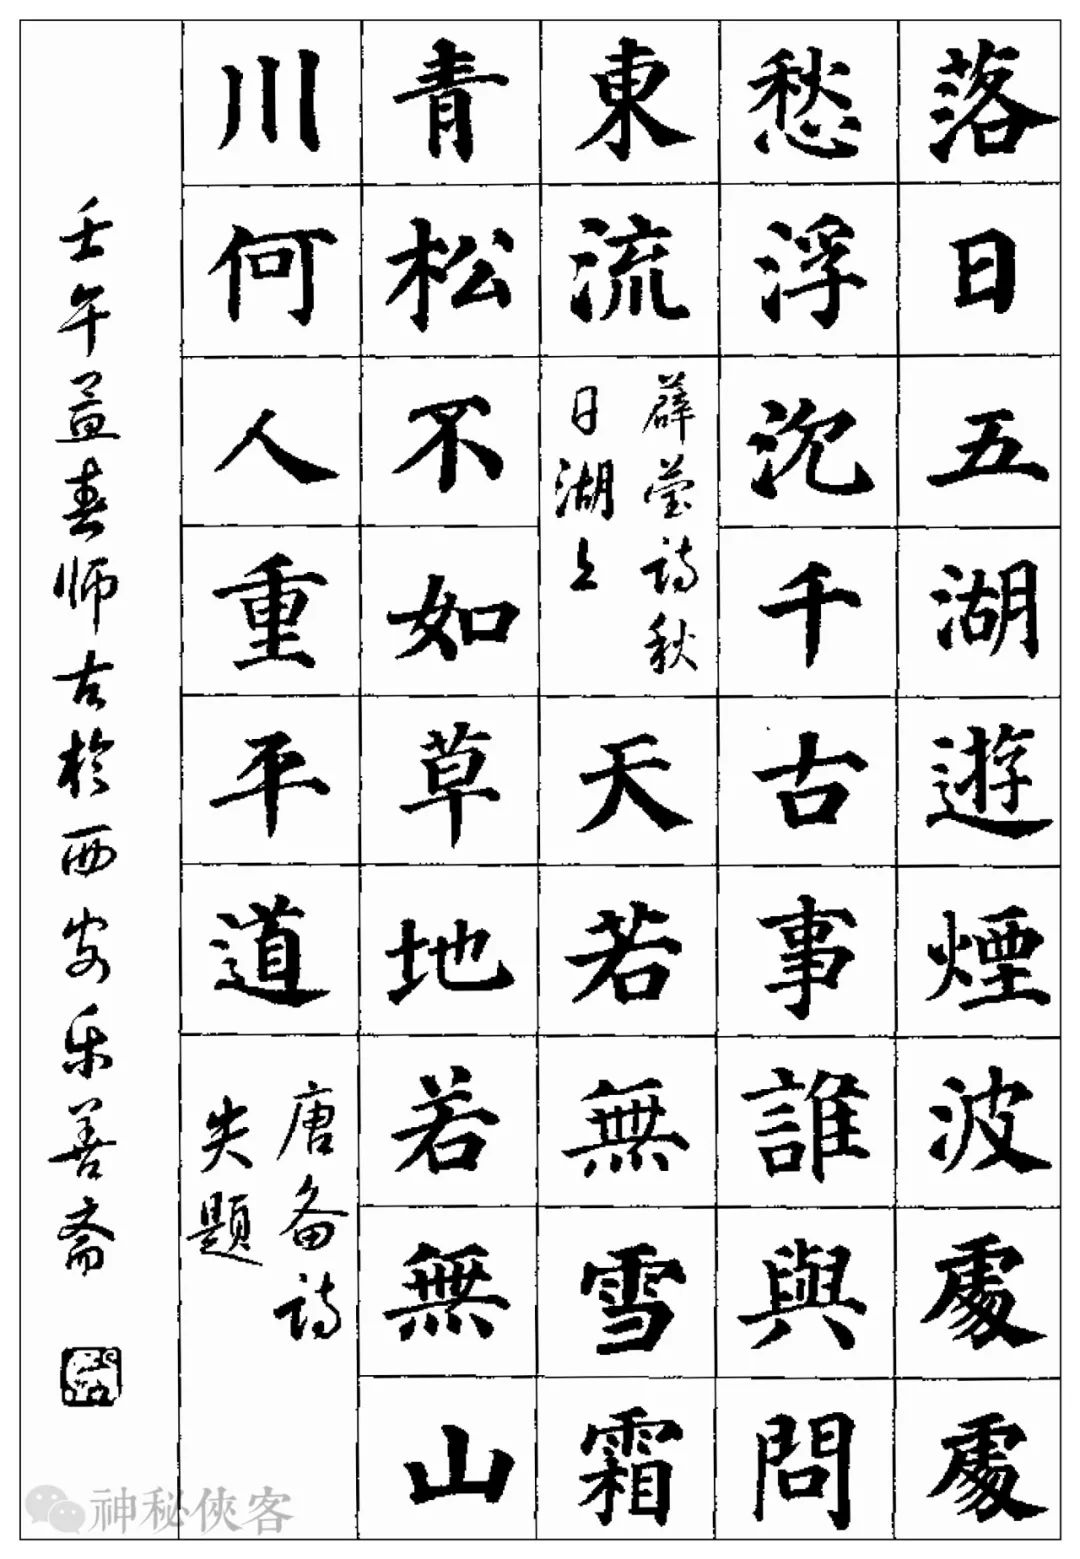 落日五湖遊煙波處處
愁浮沉千古事誰與問
東流
薛莹诗秋
日湖上
天若無雪霜
青松不如草地若無山
川何人重平道
唐备诗
失题
壬午孟春师古於西安乐善斋
神秘俠客